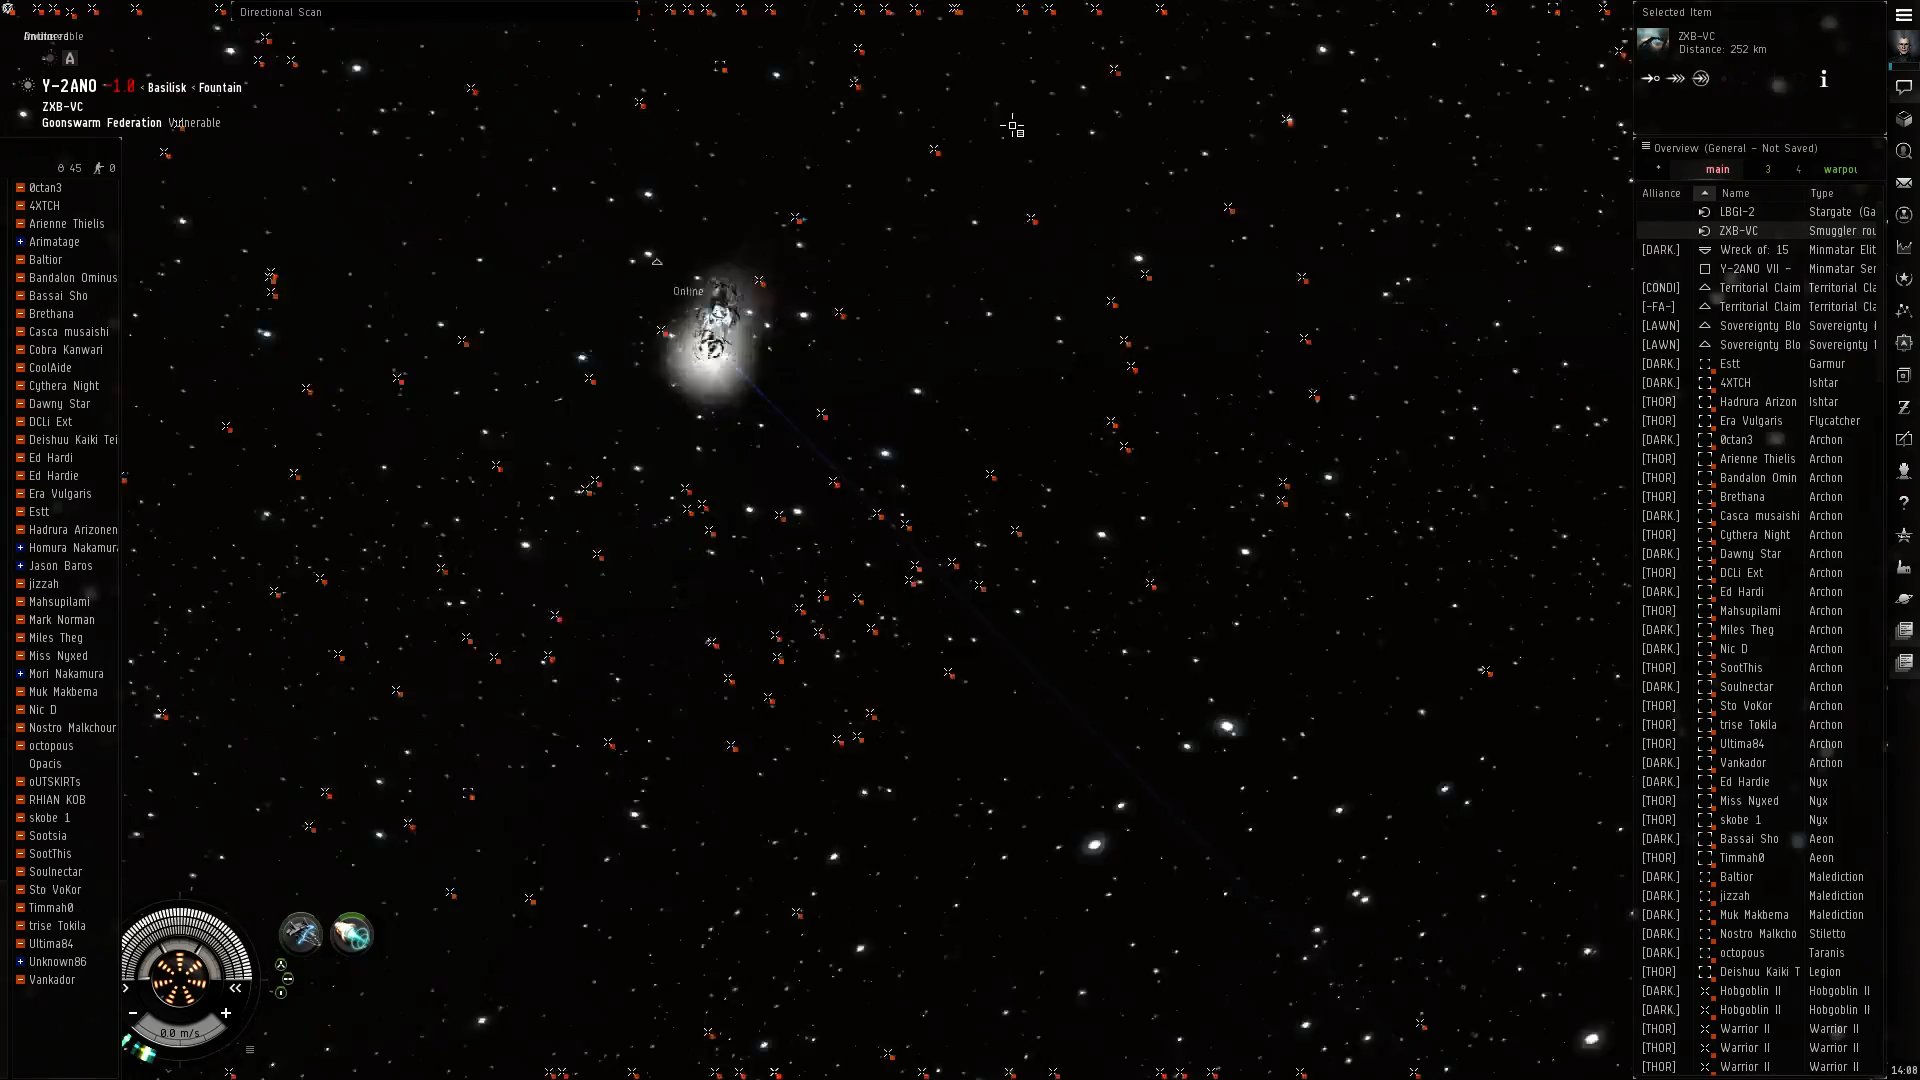 Directional Scan
A
Y-2ANO -1.0 < Basilisk < Fountain
ZXB-VC
Goonswarm Federation Vulnerable
45 0
0ctan3
4XTCH
Arienne Thielis
Arimatage
Baltior
Bandalon Ominus
Bassai Sho
Brethana
Casca musaishi
Cobra Kanwari
CoolAide
Cythera Night
Dawny Star
DCLi Ext
Deishuu Kaiki Tei
Ed Hardi
Ed Hardie
Era Vulgaris
Estt
Hadrura Arizonen
Homura Nakamura
Jason Baros
jizzah
Mahsupilami
Mark Norman
Miles Theg
Miss Nyxed
Mori Nakamura
Muk Makbema
Nic D
Nostro Malkchour
octopous
Opacis
oUTSKIRTs
RHIAN KOB
skobe 1
Sootsia
SootThis
Soulnectar
Sto VoKor
Timmah0
trise Tokila
Ultima84
Unknown86
Vankador
Online
0.0 m/s
Selected Item
ZXB-VC
Distance: 252 km
Overview (General - Not Saved)
* main 3 4 warpou
Alliance Name Type
LBGI-2 Stargate (Ga
ZXB-VC Smuggler rou
[DARK.] Wreck of: 15 Minmatar Elit
Y-2ANO VII - Minmatar Ser
[CONDI] Territorial Claim Territorial Cla
[-FA-] Territorial Claim Territorial Cla
[LAWN] Sovereignty Blo Sovereignty
[LAWN] Sovereignty Blo Sovereignty
[DARK.] Estt Garmur
[DARK.] 4XTCH Ishtar
[THOR] Hadrura Arizon Ishtar
[THOR] Era Vulgaris Flycatcher
[DARK.] 0ctan3 Archon
[THOR] Arienne Thielis Archon
[THOR] Bandalon Omin Archon
[THOR] Brethana Archon
[DARK.] Casca musaishi Archon
[THOR] Cythera Night Archon
[DARK.] Dawny Star Archon
[THOR] DCLi Ext Archon
[DARK.] Ed Hardi Archon
[THOR] Mahsupilami Archon
[DARK.] Miles Theg Archon
[DARK.] Nic D Archon
[THOR] SootThis Archon
[DARK.] Soulnectar Archon
[THOR] Sto VoKor Archon
[THOR] trise Tokila Archon
[THOR] Ultima84 Archon
[THOR] Vankador Archon
[DARK.] Ed Hardie Nyx
[THOR] Miss Nyxed Nyx
[THOR] skobe 1 Nyx
[DARK.] Bassai Sho Aeon
[THOR] Timmah0 Aeon
[DARK.] Baltior Malediction
[DARK.] jizzah Malediction
[DARK.] Muk Makbema Malediction
[DARK.] Nostro Malkcho Stiletto
[DARK.] octopous Taranis
[THOR] Deishuu Kaiki T Legion
[DARK.] Hobgoblin II Hobgoblin II
[DARK.] Hobgoblin II Hobgoblin II
[THOR] Warrior II Warrior II
[THOR] Warrior II Warrior II
[THOR] Warrior II Warrior II
14:08